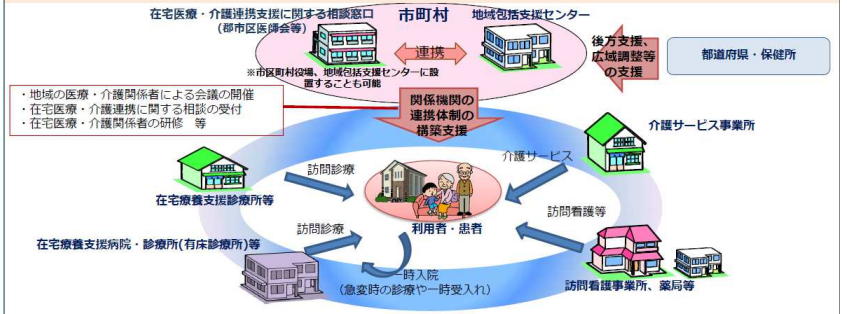 在宅医療・介護連携支援に関する相談窓口
(郡市区医師会等)
市町村
地域包括支援センター
連携
※市区町村役場、地域包括支援センターに設
置することも可能
後方支援、
広域調整等
の支援
都道府県・保健所
・地域の医療・介護関係者による会議の開催
・在宅医療・介護連携に関する相談の受付
・在宅医療・介護関係者の研修 等
関係機関の
連携体制の
構築支援
介護サービス事業所
訪問診療
介護サービス
在宅療養支援診療所等
訪問診療
利用者・患者
訪問看護等
在宅療養支援病院・診療所(有床診療所)等
一時入院
(急変時の診療や一時受入れ)
訪問看護事業所、薬局等